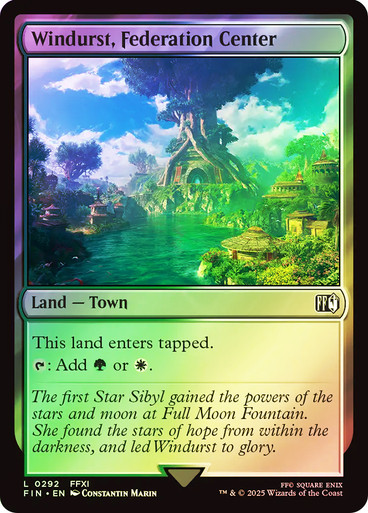 Windurst, Federation Center
Land — Town
FF
This land enters tapped.
: Add or .
The first Star Sibyl gained the powers of the
stars and moon at Full Moon Fountain.
She found the stars of hope from within the
darkness, and led Windurst to glory.
L 0292 FFXI
FIN • EN Constantin Marin
FF© SQUARE ENIX
™ & © 2025 Wizards of the Coast